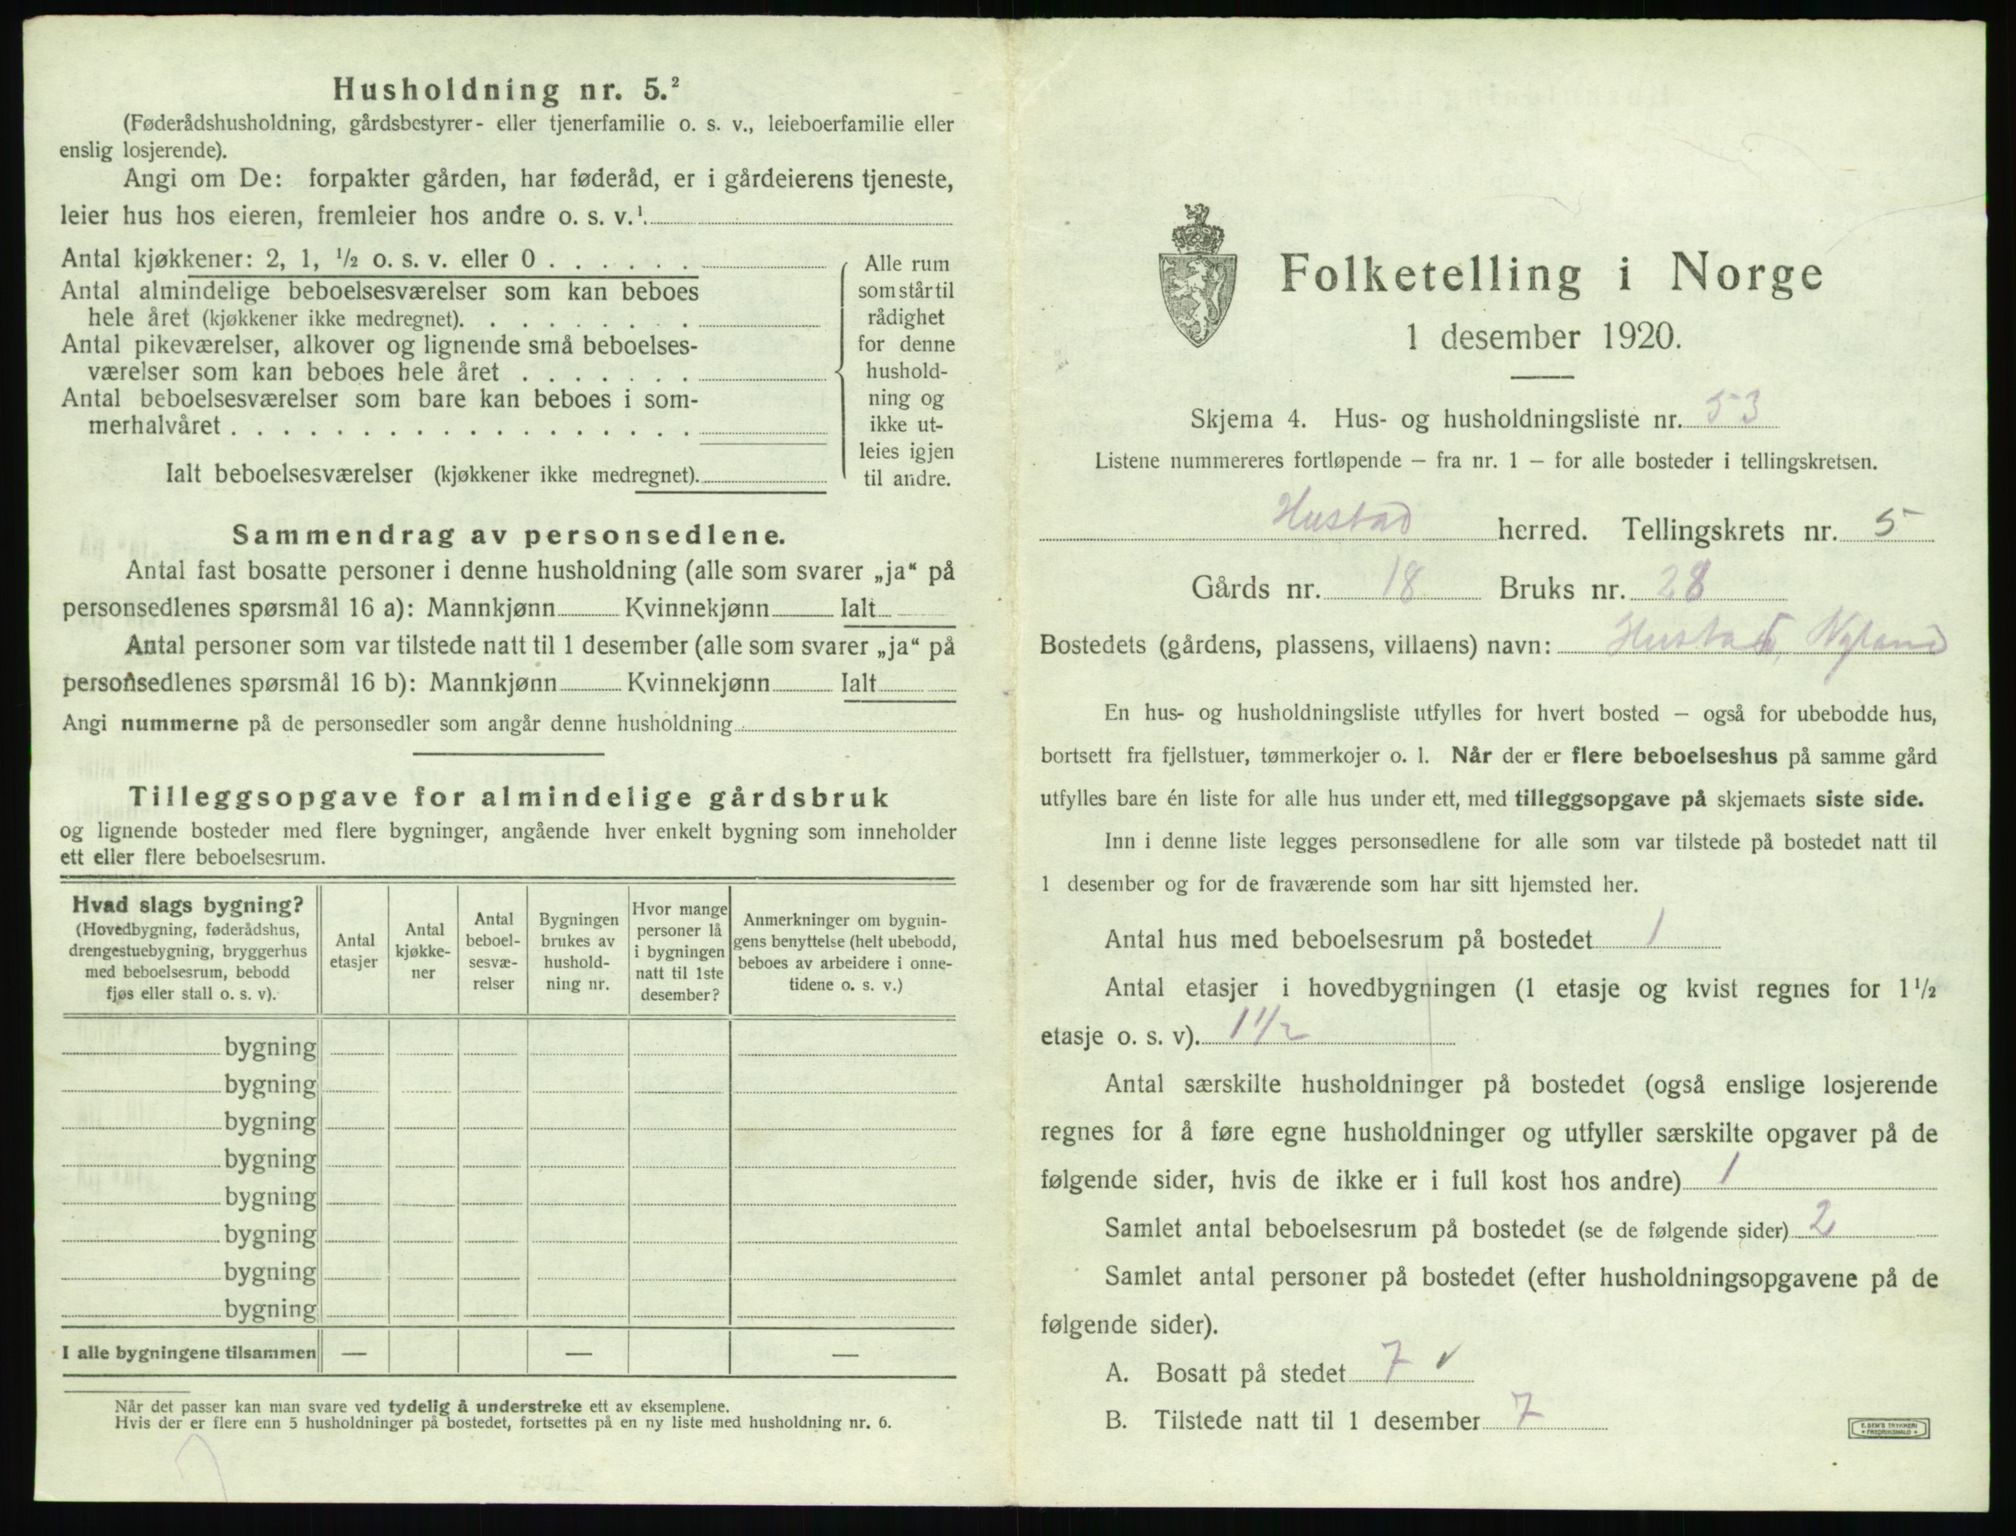 Husholdning nr. 5.²
(Føderådshusholdning, gårdsbestyrer- eller tjenerfamilie o. s. v., leieboerfamilie eller
enslig losjerende).
Angi om De: forpakter gården, har føderåd, er i gårdeierens tjeneste,
leier hus hos eieren, fremleier hos andre o. s. v.¹
Antal kjøkkener: 2, 1, ½ o. s. v. eller 0 . . . . . .
Antal almindelige beboelsesværelser som kan beboes
hele året (kjøkkener ikke medregnet). . . . . . . . .
Antal pikeværelser, alkover og lignende små beboelses-
værelser som kan beboes hele året . . . . . . .
Antal beboelsesværelser som bare kan beboes i som-
merhalvåret . . . . . . . . . . . . . . . . . .
Ialt beboelsesværelser (kjøkkener ikke medregnet).
Alle rum
som står til
rådighet
for denne
hushold-
ning og
ikke ut-
leies igjen
til andre.
Sammendrag av personsedlene.
Antal fast bosatte personer i denne husholdning (alle som svarer „ja“ på
personsedlenes spørsmål 16 a): Mannkjønn Kvinnekjønn Ialt
Antal personer som var tilstede natt til 1 desember (alle som svarer „ja“ på
personsedlenes spørsmål 16 b): Mannkjønn Kvinnekjønn Ialt
Angi nummerne på de personsedler som angår denne husholdning
Tilleggsopgave for almindelige gårdsbruk
og lignende bosteder med flere bygninger, angående hver enkelt bygning som inneholder
ett eller flere beboelsesrum.
Hvad slags bygning?
(Hovedbygning, føderådshus,
drengestuebygning, bryggerhus
med beboelsesrum, bebodd
fjøs eller stall o. s. v).
Antal
etasjer
Antal
kjøkke-
ner
Antal
beboel-
sesvæ-
relser
Bygningen
brukes av
hushold-
ning nr.
Hvor mange
personer lå
i bygningen
natt til 1ste
desember?
Anmerkninger om bygnin-
gens benyttelse (helt ubebodd,
beboes av arbeidere i onne-
tidene o. s. v.)
bygning
bygning
bygning
bygning
bygning
bygning
bygning
bygning
I alle bygningene tilsammen — — —
Når det passer kan man svare ved tydelig å understreke ett av eksemplene.
Hvis der er flere enn 5 husholdninger på bostedet, fortsettes på en ny liste med husholdning nr. 6.
Folketelling i Norge
1 desember 1920.
Skjema 4. Hus- og husholdningsliste nr. 53
Listene nummereres fortløpende – fra nr. 1 – for alle bosteder i tellingskretsen.
Hustad herred. Tellingskrets nr. 5
Gårds nr. 18 Bruks nr. 28
Bostedets (gårdens, plassens, villaens) navn: Hustad, Nyland
En hus- og husholdningsliste utfylles for hvert bosted – også for ubebodde hus,
bortsett fra fjellstuer, tømmerkojer o. l. Når der er flere beboelseshus på samme gård
utfylles bare én liste for alle hus under ett, med tilleggsopgave på skjemaets siste side.
Inn i denne liste legges personsedlene for alle som var tilstede på bostedet natt til
1 desember og for de fraværende som har sitt hjemsted her.
Antal hus med beboelsesrum på bostedet 1
Antal etasjer i hovedbygningen (1 etasje og kvist regnes for 1½
etasje o. s. v). 1 1/2
Antal særskilte husholdninger på bostedet (også enslige losjerende
regnes for å føre egne husholdninger og utfyller særskilte opgaver på de
følgende sider, hvis de ikke er i full kost hos andre) 1
Samlet antal beboelsesrum på bostedet (se de følgende sider) 2
Samlet antal personer på bostedet (efter husholdningsopgavene på de
følgende sider).
A. Bosatt på stedet 7 v
B. Tilstede natt til 1 desember 7
E. SEM'S TRYKKERI
• FREDRIKSHALD •